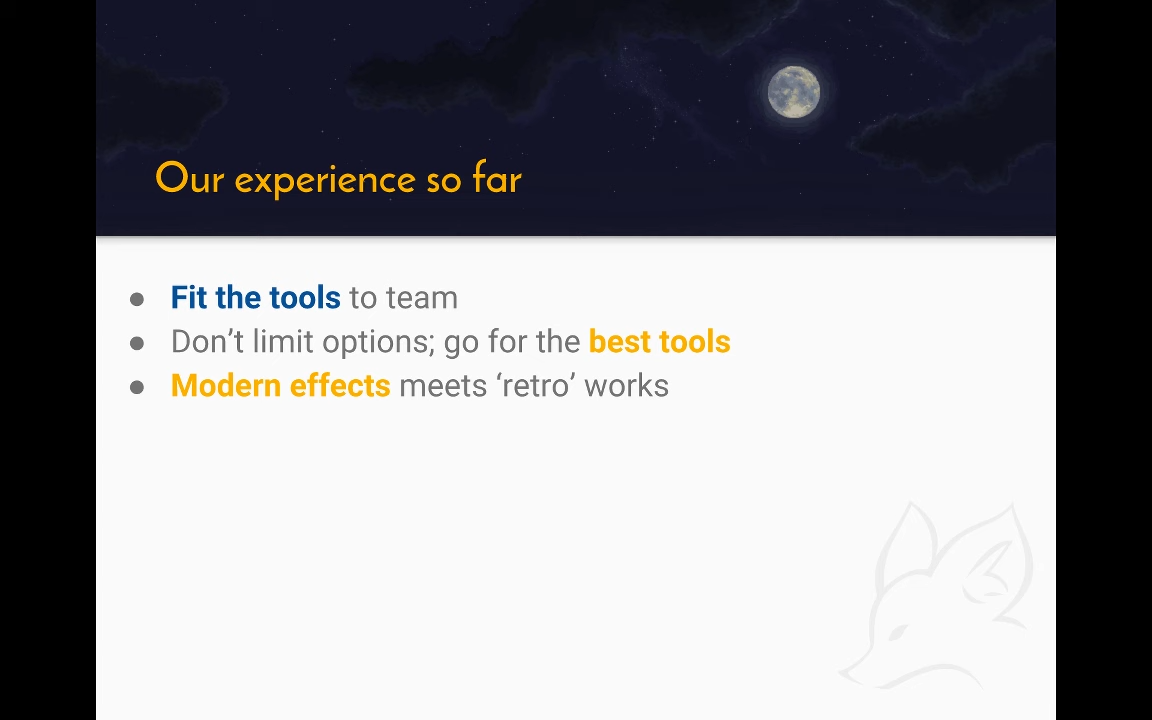 Our experience so far
● Fit the tools to team
● Don’t limit options; go for the best tools
● Modern effects meets ‘retro’ works